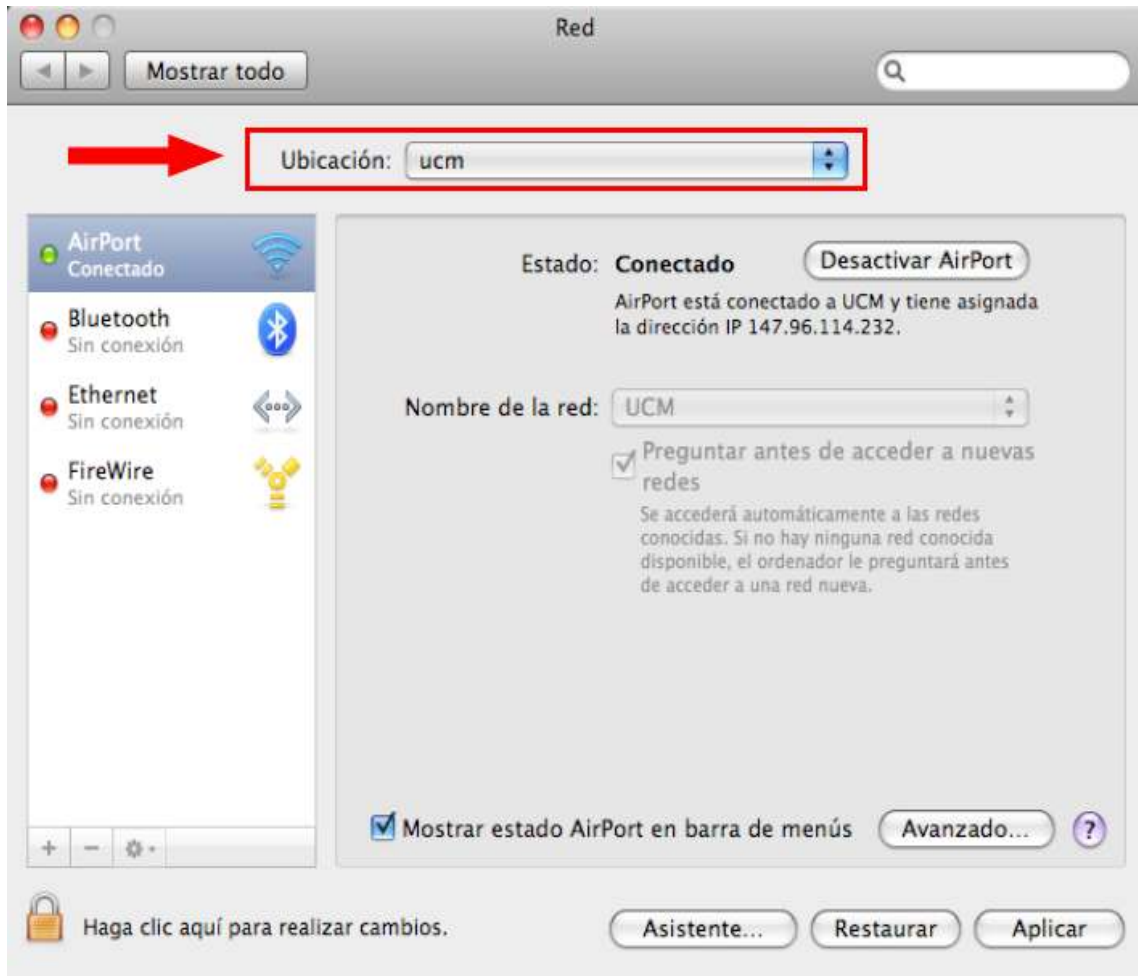 Red
Mostrar todo
Ubicación: ucm
AirPort
Conectado
Bluetooth
Sin conexión
Ethernet
Sin conexión
FireWire
Sin conexión
Estado: Conectado Desactivar AirPort
AirPort está conectado a UCM y tiene asignada
la dirección IP 147.96.114.232.
Nombre de la red: UCM
Preguntar antes de acceder a nuevas
redes
Se accederá automáticamente a las redes
conocidas. Si no hay ninguna red conocida
disponible, el ordenador le preguntará antes
de acceder a una red nueva.
Mostrar estado AirPort en barra de menús Avanzado... ?
Haga clic aquí para realizar cambios. Asistente... Restaurar Aplicar